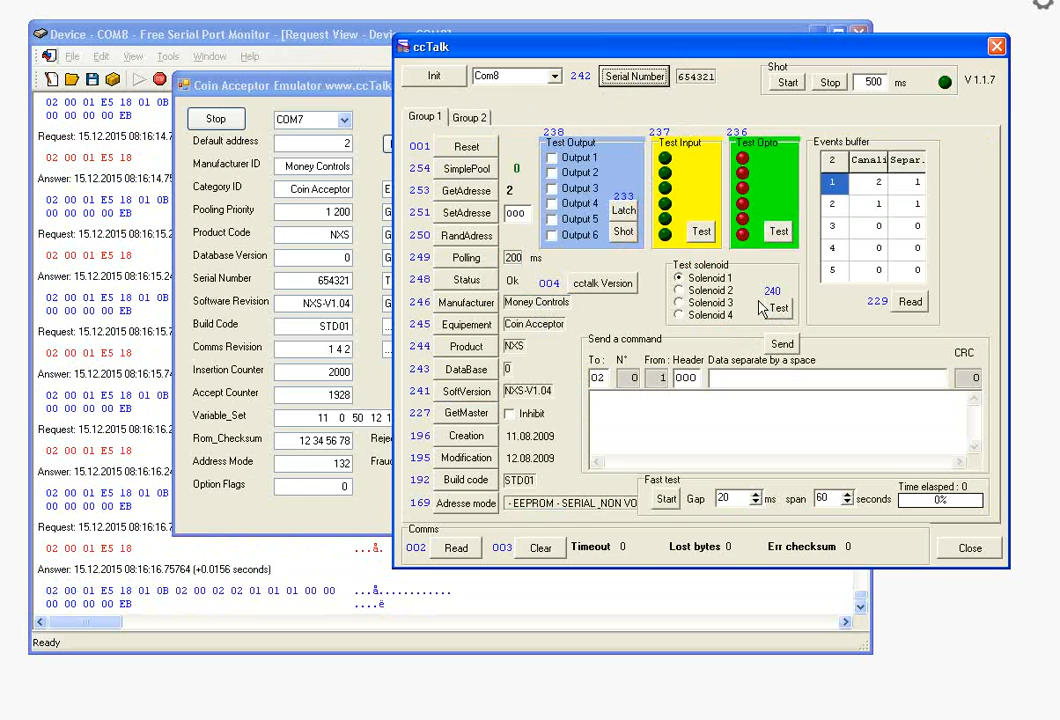 Device - COM8 - Free Serial Port Monitor - [Request View - Devic
File Edit View Tools Window Help
02 00 01 E5 18 01 0B
00 00 00 00 EB
Request: 15.12.2015 08:16:14.7
02 00 01 E5 18
Answer: 15.12.2015 08:16:14.75
02 00 01 E5 18 01 0B
00 00 00 00 EB
Request: 15.12.2015 08:16:15.2
02 00 01 E5 18
Answer: 15.12.2015 08:16:15.24
02 00 01 E5 18 01 0B
00 00 00 00 EB
Request: 15.12.2015 08:16:15.7
02 00 01 E5 18
Answer: 15.12.2015 08:16:15.74
02 00 01 E5 18 01 0B
00 00 00 00 EB
Request: 15.12.2015 08:16:16.2
02 00 01 E5 18
Answer: 15.12.2015 08:16:16.24
02 00 01 E5 18 01 0B
00 00 00 00 EB
Request: 15.12.2015 08:16:16.7
02 00 01 E5 18 ...å.
Answer: 15.12.2015 08:16:16.75764 (+0.0156 seconds)
02 00 01 E5 18 01 0B 02 00 02 02 01 01 01 00 00 ...å............
00 00 00 00 EB ....ë
Ready
Coin Acceptor Emulator www.ccTalk
Stop COM7
Default address 2
Manufacturer ID Money Controls
Category ID Coin Acceptor
Pooling Priority 1 200
Product Code NXS
Database Version 0
Serial Number 654321
Software Revision NXS-V1.04
Build Code STD01
Comms Revision 1 4 2
Insertion Counter 2000
Accept Counter 1928
Variable_Set 11 0 50 12 1
Rom_Checksum 12 34 56 78 Reje
Address Mode 132 Frau
Option Flags 0
ccTalk
Init Com8 242 Serial Number 654321
Shot
Start Stop 500 ms V 1.1.7
Group 1 Group 2
001 Reset
254 SimplePool 0
253 GetAdresse 2
251 SetAdresse 000
250 RandAdress
249 Polling 200 ms
248 Status Ok 004 cctalk Version
246 Manufacturer Money Controls
245 Equipement Coin Acceptor
244 Product NXS
243 DataBase 0
241 SoftVersion NXS-V1.04
227 GetMaster Inhibit
196 Creation 11.08.2009
195 Modification 12.08.2009
192 Build code STD01
169 Adresse mode - EEPROM - SERIAL_NON VO
238
Test Output
Output 1
Output 2
Output 3
Output 4
Output 5
Output 6
233
Latch
Shot
237
Test Input
Test
236
Test Opto
Test
Events buffer
2 Canali Separ.
1 2 1
2 1 1
3 0 0
4 0 0
5 0 0
229 Read
Test solenoid
Solenoid 1
Solenoid 2
Solenoid 3
Solenoid 4
240
Test
Send a command
Send
To : N° From : Header Data separate by a space CRC
02 0 1 000 0
Fast test
Start Gap 20 ms span 60 seconds
Time elasped : 0
0%
Comms
002 Read 003 Clear Timeout 0 Lost bytes 0 Err checksum 0 Close